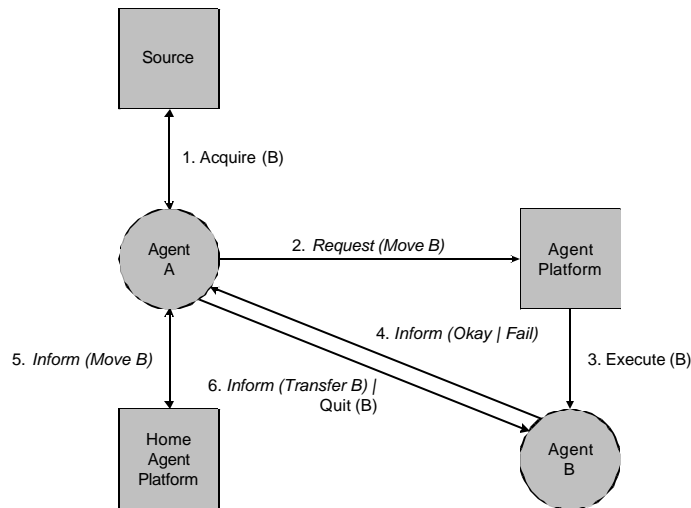 Source
1. Acquire (B)
Agent
A
2. Request (Move B)
Agent
Platform
4. Inform (Okay | Fail)
5. Inform (Move B)
3. Execute (B)
6. Inform (Transfer B) |
Quit (B)
Home
Agent
Platform
Agent
B